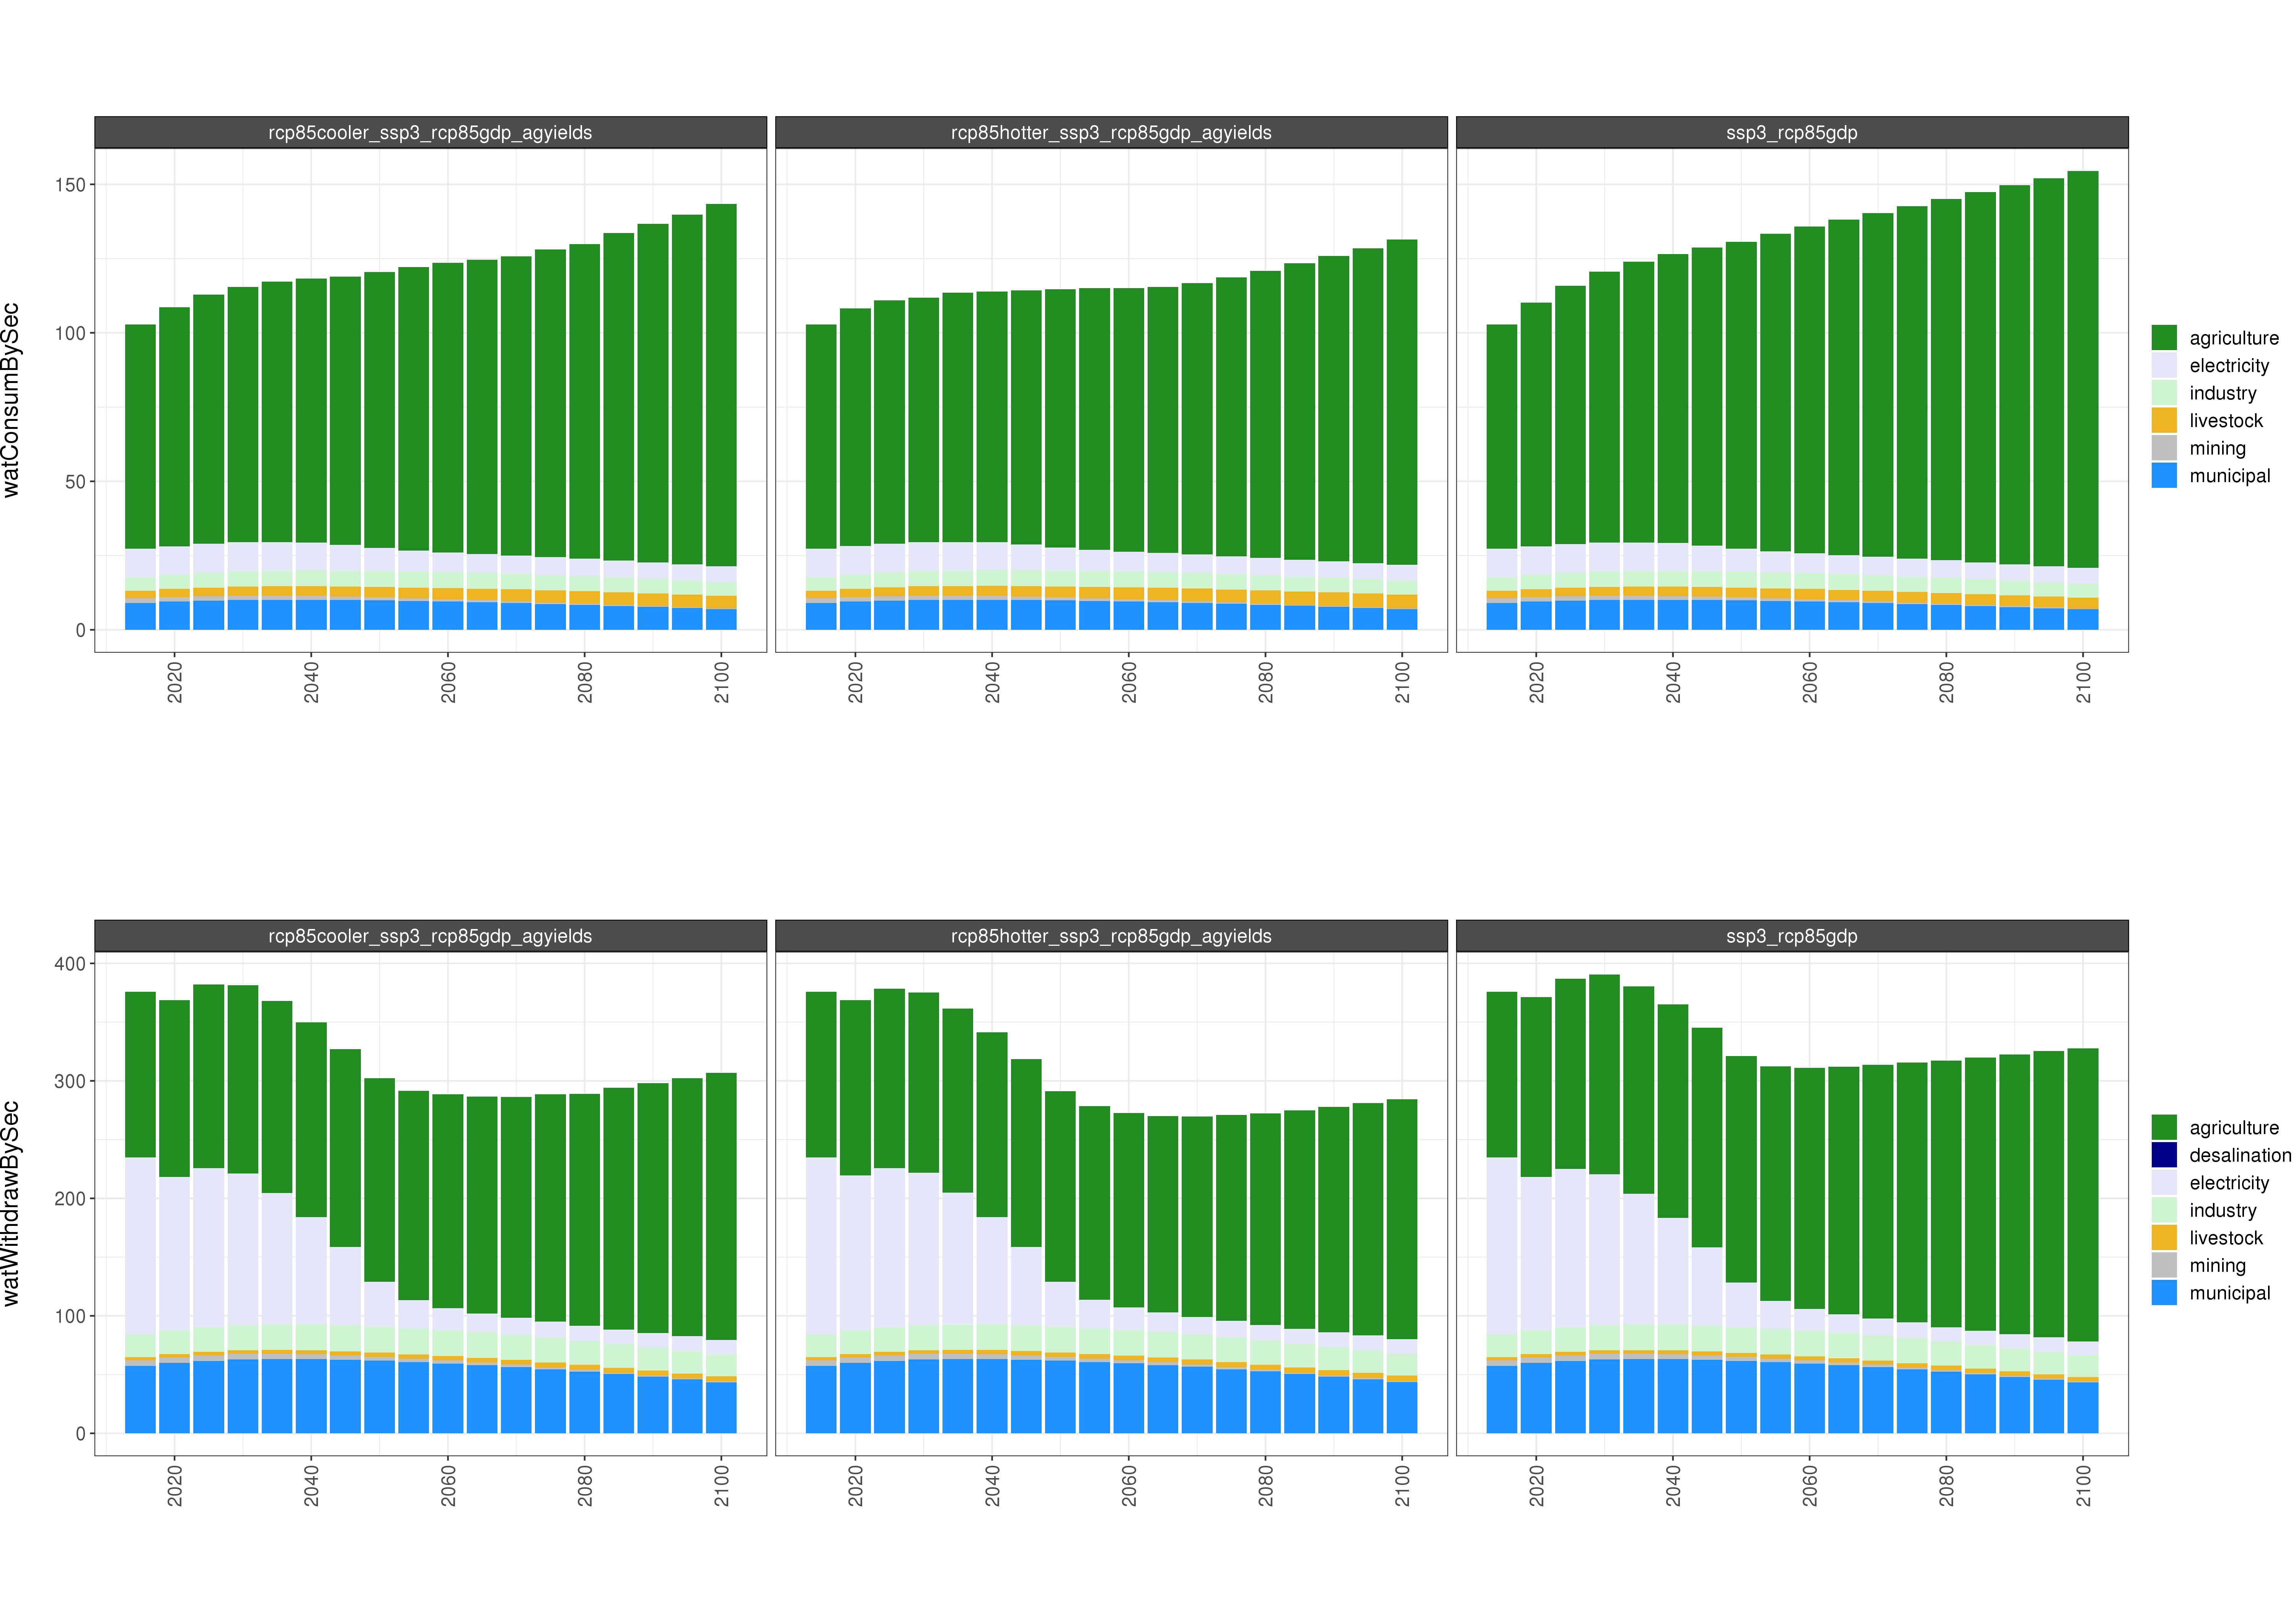 rcp85cooler_ssp3_rcp85gdp_agyields rcp85hotter_ssp3_rcp85gdp_agyields ssp3_rcp85gdp
watConsumBySec
150
100
50
0
2020 2040 2060 2080 2100 2020 2040 2060 2080 2100 2020 2040 2060 2080 2100
agriculture
electricity
industry
livestock
mining
municipal
rcp85cooler_ssp3_rcp85gdp_agyields rcp85hotter_ssp3_rcp85gdp_agyields ssp3_rcp85gdp
watWithdrawBySec
400
300
200
100
0
2020 2040 2060 2080 2100 2020 2040 2060 2080 2100 2020 2040 2060 2080 2100
agriculture
desalination
electricity
industry
livestock
mining
municipal